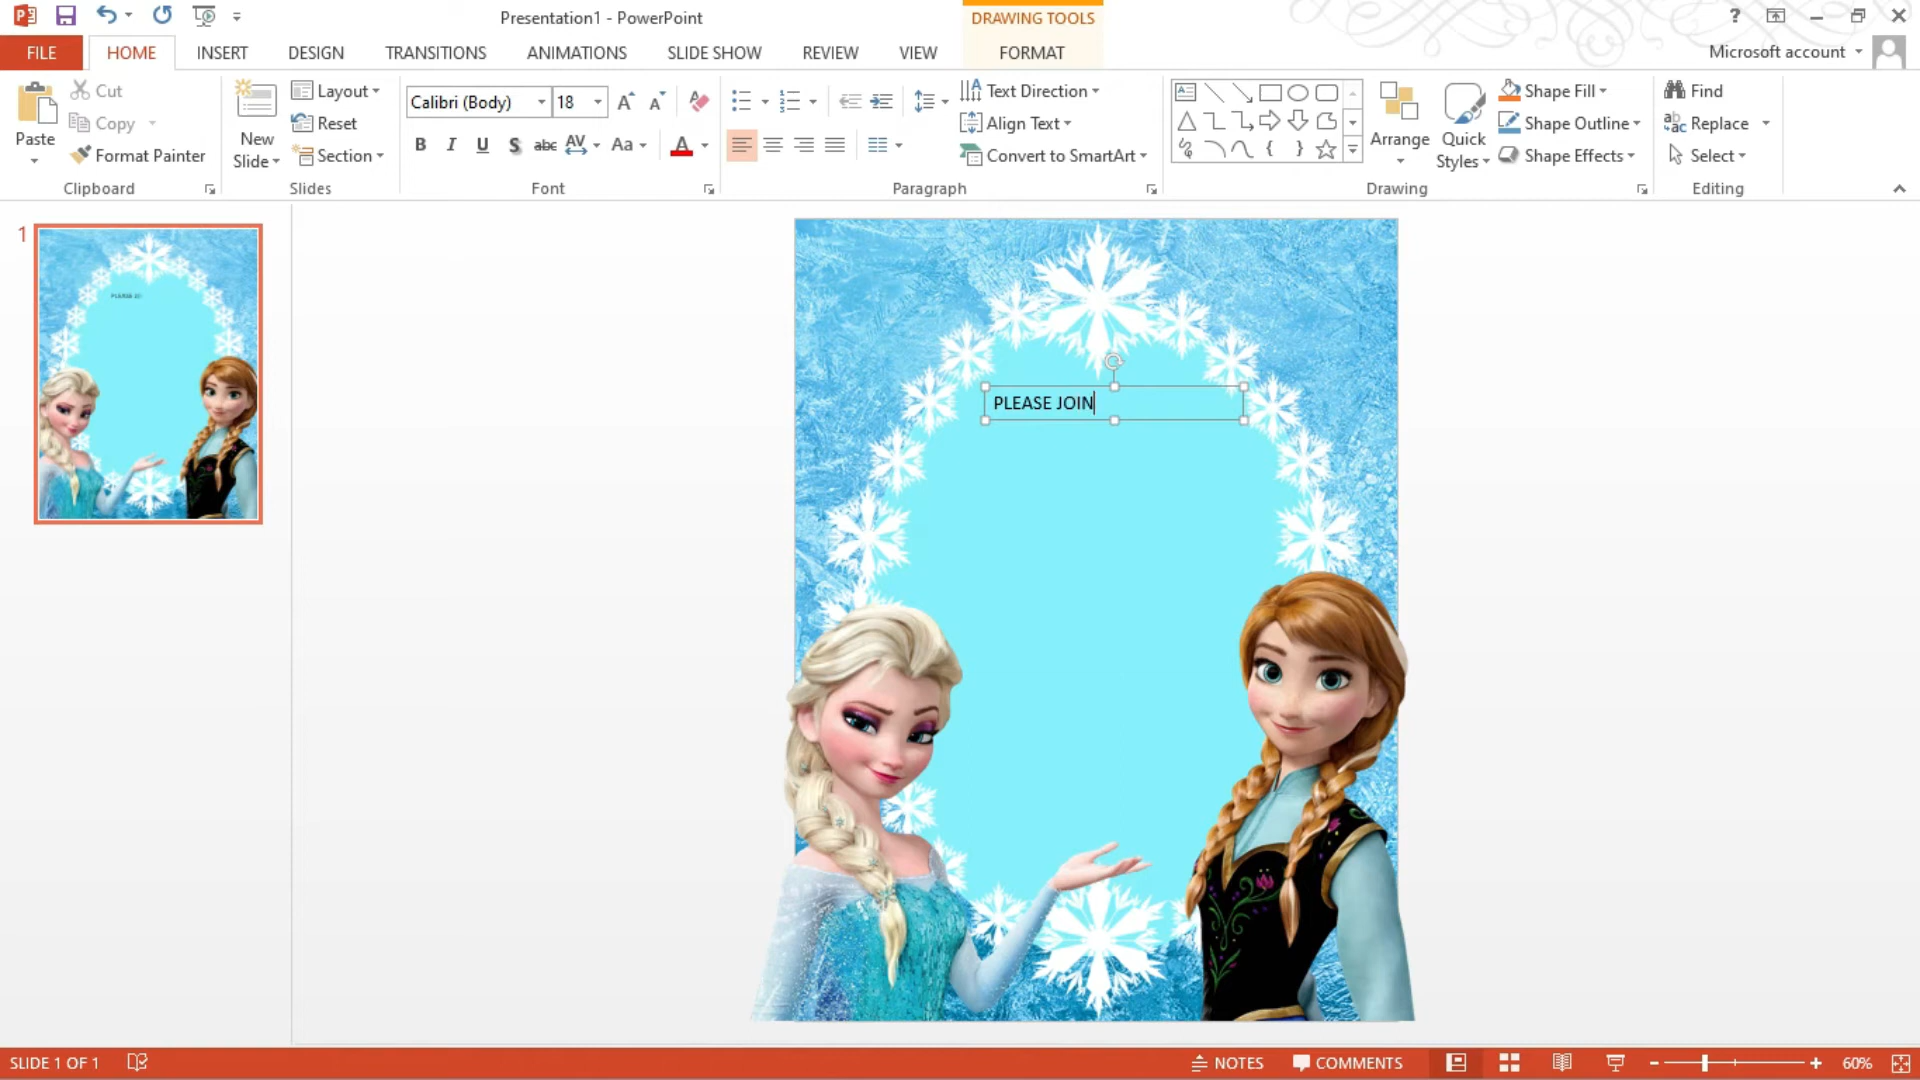 Presentation1 - PowerPoint
DRAWING TOOLS
?
FILE
HOME
INSERT
DESIGN
TRANSITIONS
ANIMATIONS
SLIDE SHOW
REVIEW
VIEW
FORMAT
Microsoft account
Paste
Cut
Copy
Format Painter
Clipboard
New Slide
Layout
Reset
Section
Slides
Calibri (Body)
18
B I U S abc AV Aa A
Font
Text Direction
Align Text
Convert to SmartArt
Paragraph
Arrange
Quick Styles
Shape Fill
Shape Outline
Shape Effects
Drawing
Find
Replace
Select
Editing
1
PLEASE JOIN
SLIDE 1 OF 1
NOTES
COMMENTS
60%